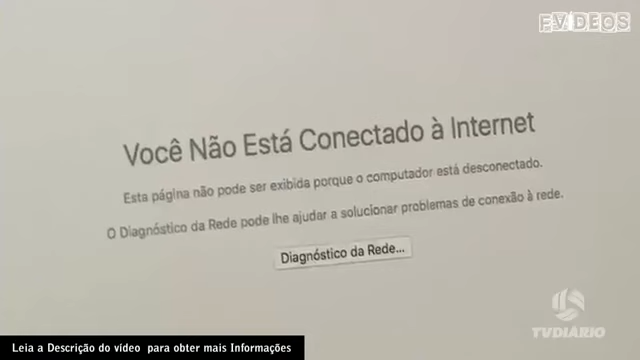 FVIDEOS
Você Não Está Conectado à Internet
Esta página não pode ser exibida porque o computador está desconectado.
O Diagnóstico da Rede pode lhe ajudar a solucionar problemas de conexão à rede.
Diagnóstico da Rede...
TVDIÁRIO
Leia a Descrição do vídeo para obter mais Informações